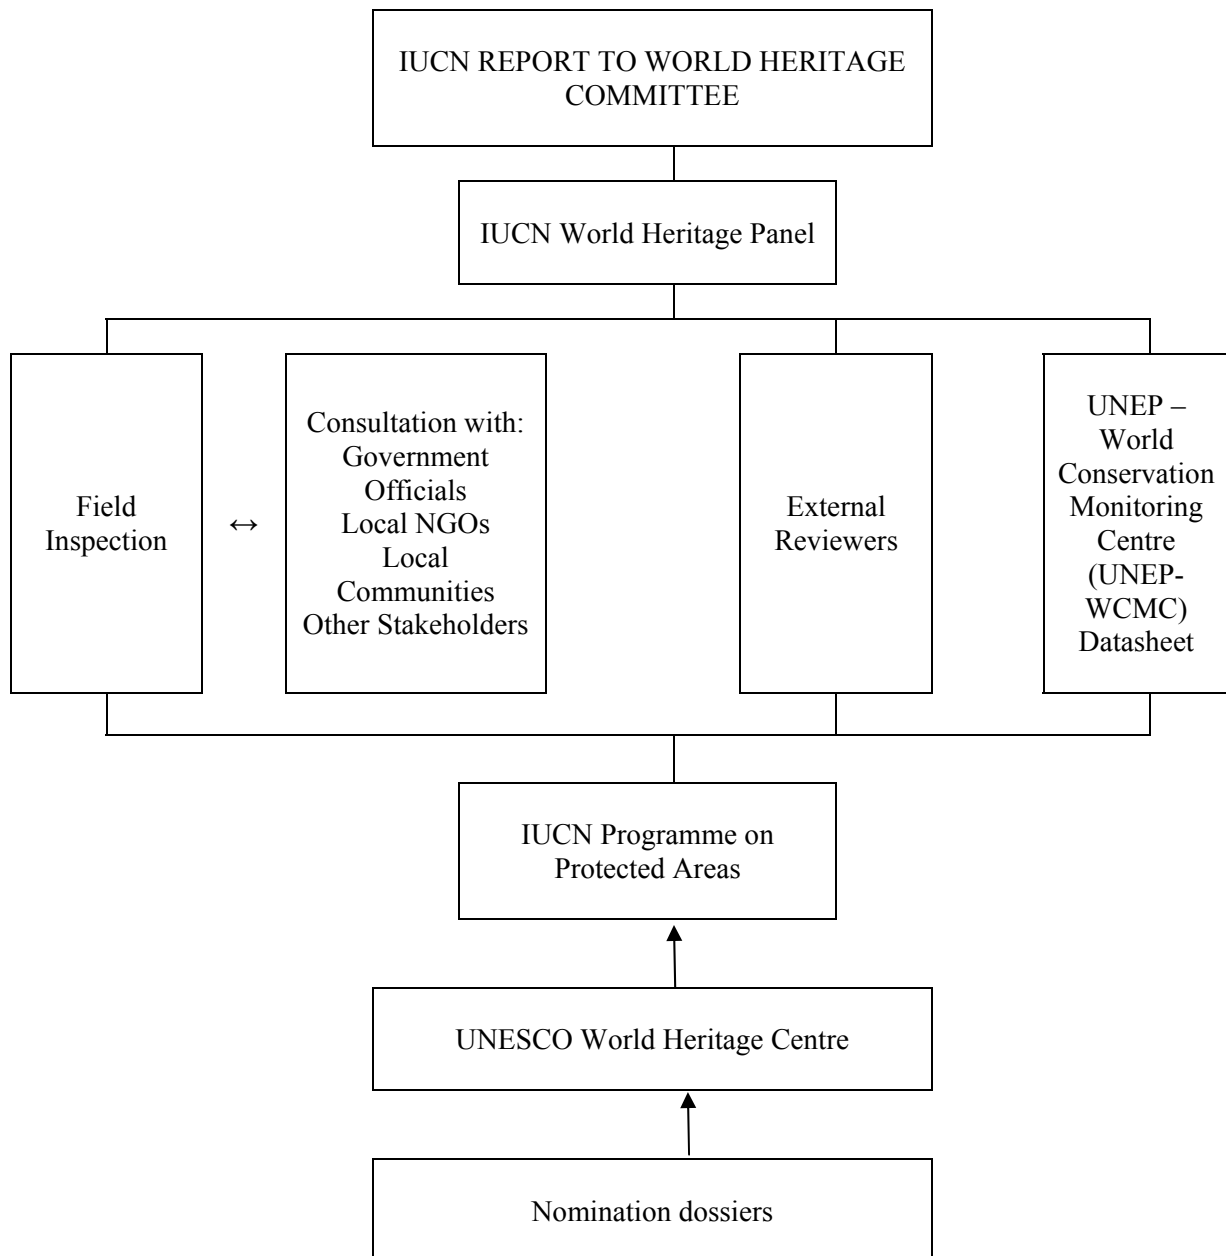 IUCN REPORT TO WORLD HERITAGE
COMMITTEE
IUCN World Heritage Panel
Field
Inspection
↔
Consultation with:
Government
Officials
Local NGOs
Local
Communities
Other Stakeholders
External
Reviewers
UNEP –
World
Conservation
Monitoring
Centre
(UNEP-
WCMC)
Datasheet
IUCN Programme on
Protected Areas
UNESCO World Heritage Centre
Nomination dossiers